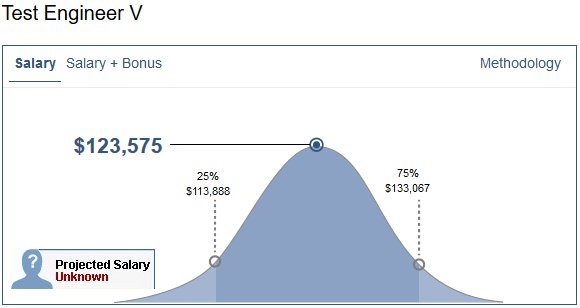 Test Engineer V
Salary Salary + Bonus Methodology
$123,575
25%
$113,888
75%
$133,067
?
Projected Salary
Unknown